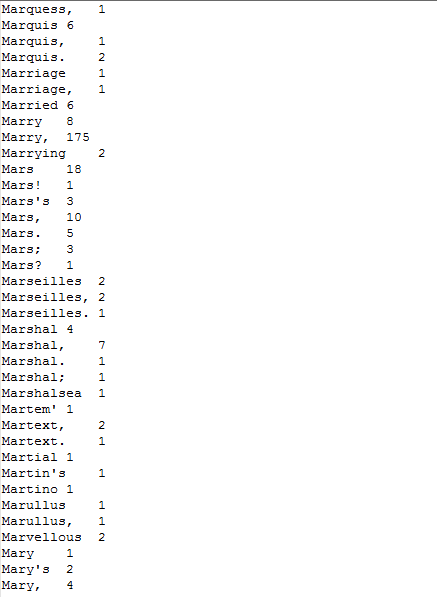 Marquess,	1
Marquis	6
Marquis,	1
Marquis.	2
Marriage	1
Marriage,	1
Married	6
Marry	8
Marry,	175
Marrying	2
Mars	18
Mars!	1
Mars's	3
Mars,	10
Mars.	5
Mars;	3
Mars?	1
Marseilles	2
Marseilles,	2
Marseilles.	1
Marshal	4
Marshal,	7
Marshal.	1
Marshal;	1
Marshalsea	1
Martem'	1
Martext,	2
Martext.	1
Martial	1
Martin's	1
Martino	1
Marullus	1
Marullus,	1
Marvellous	2
Mary	1
Mary's	2
Mary,	4